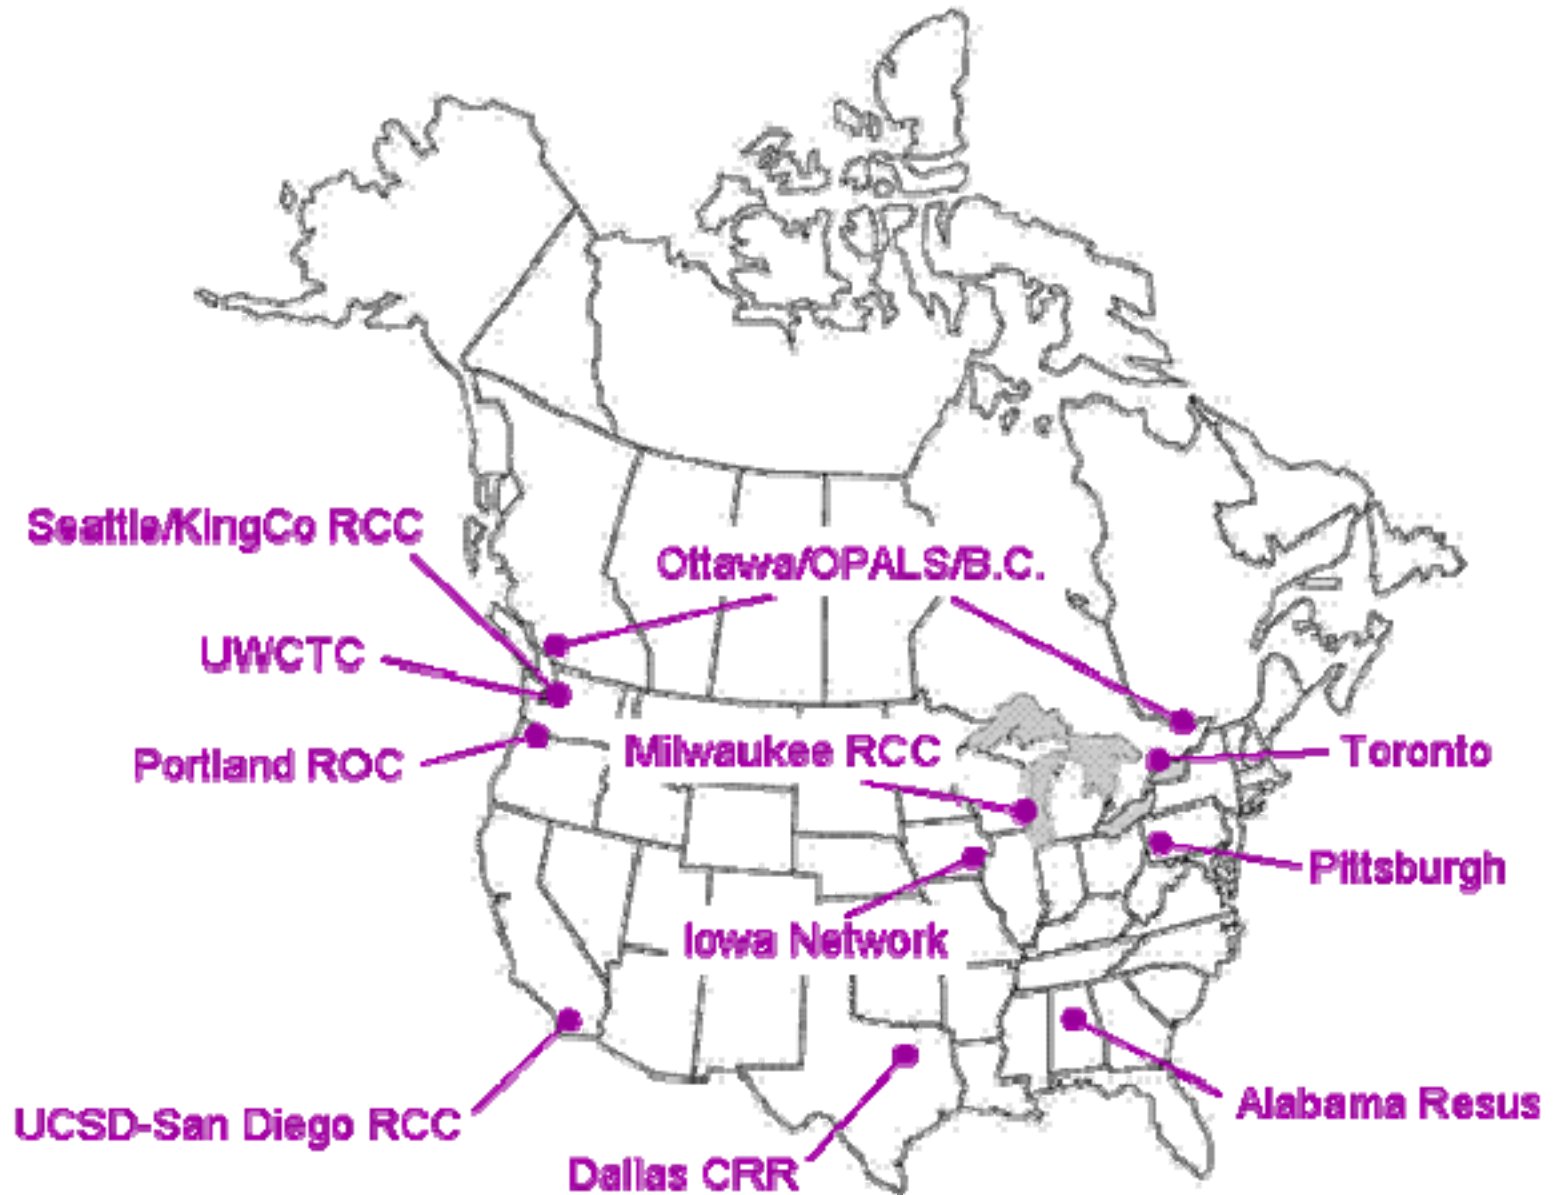 Seattle/KingCo RCC
Ottawa/OPALS/B.C.
UWCTC
Portland ROC
Milwaukee RCC
Toronto
Pittsburgh
Iowa Network
UCSD-San Diego RCC
Alabama Resus
Dallas CRR